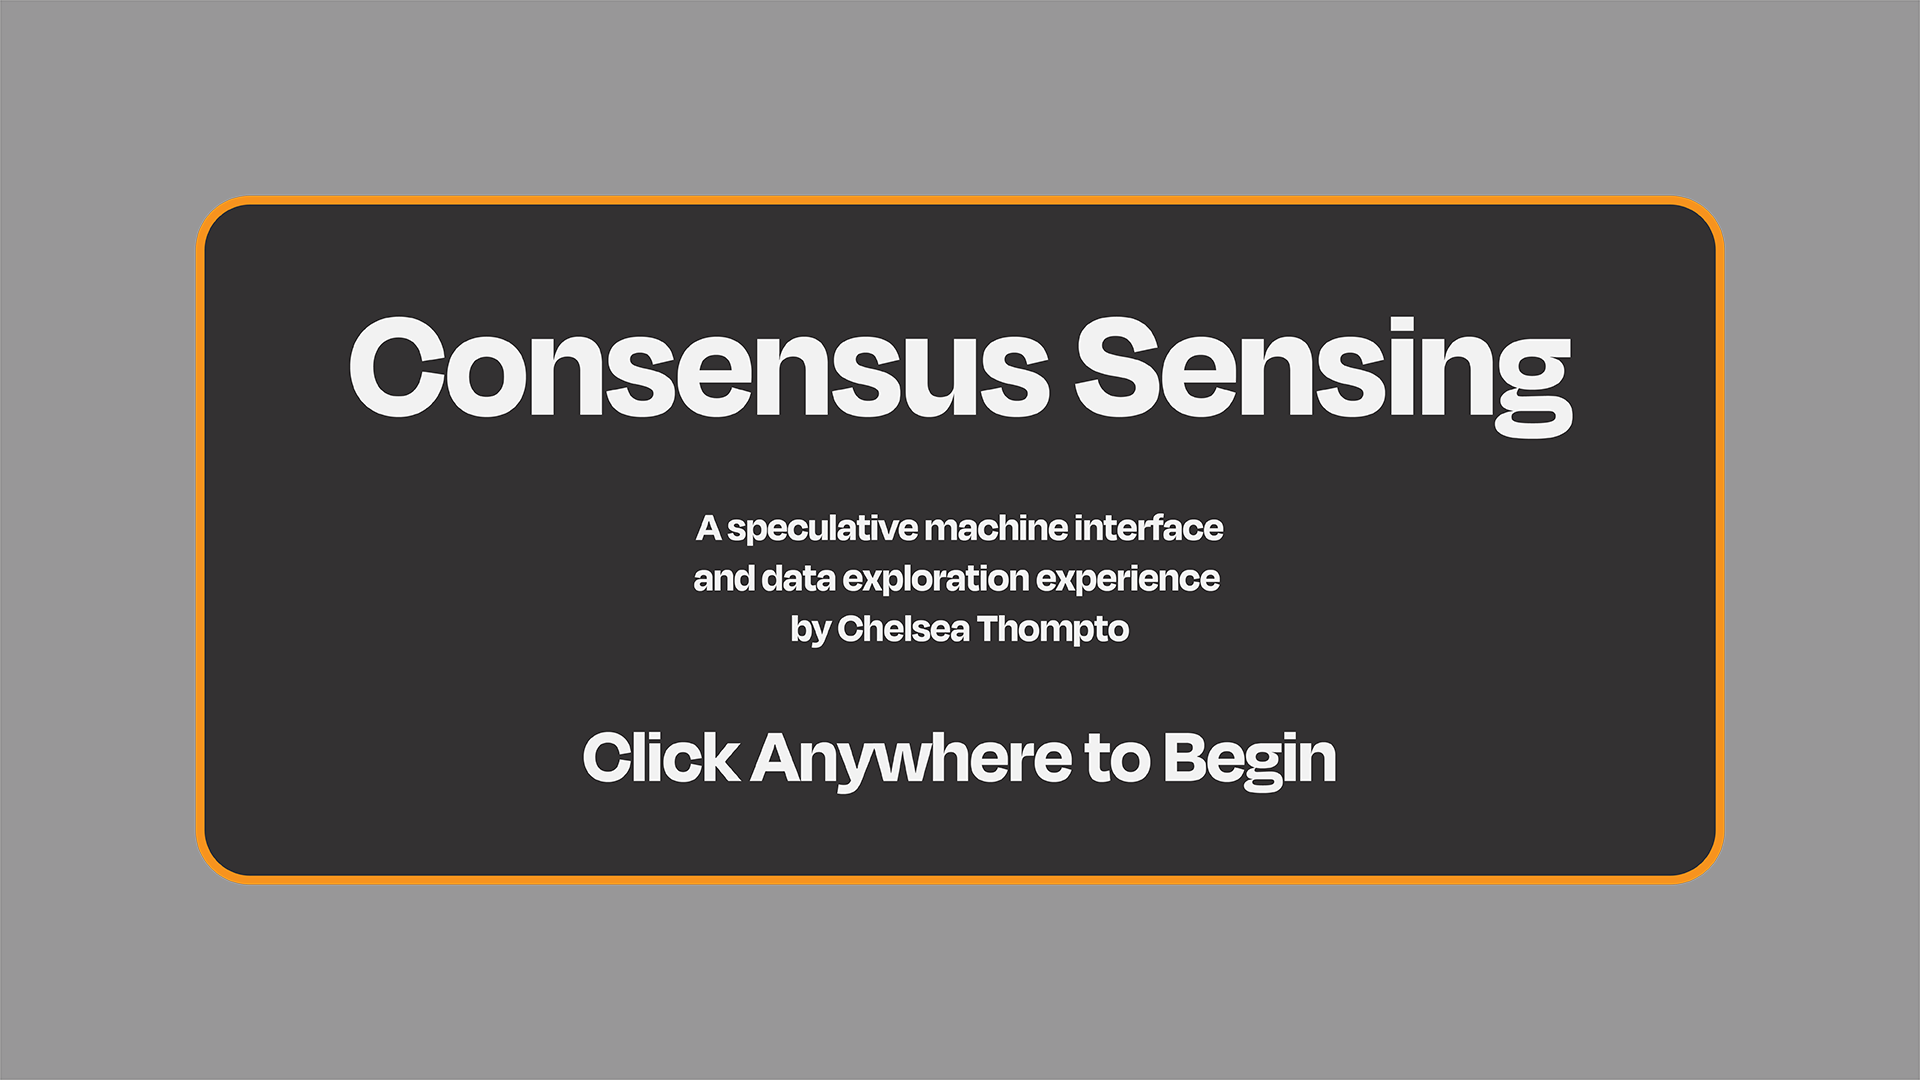 Consensus Sensing
A speculative machine interface
and data exploration experience
by Chelsea Thompto
Click Anywhere to Begin